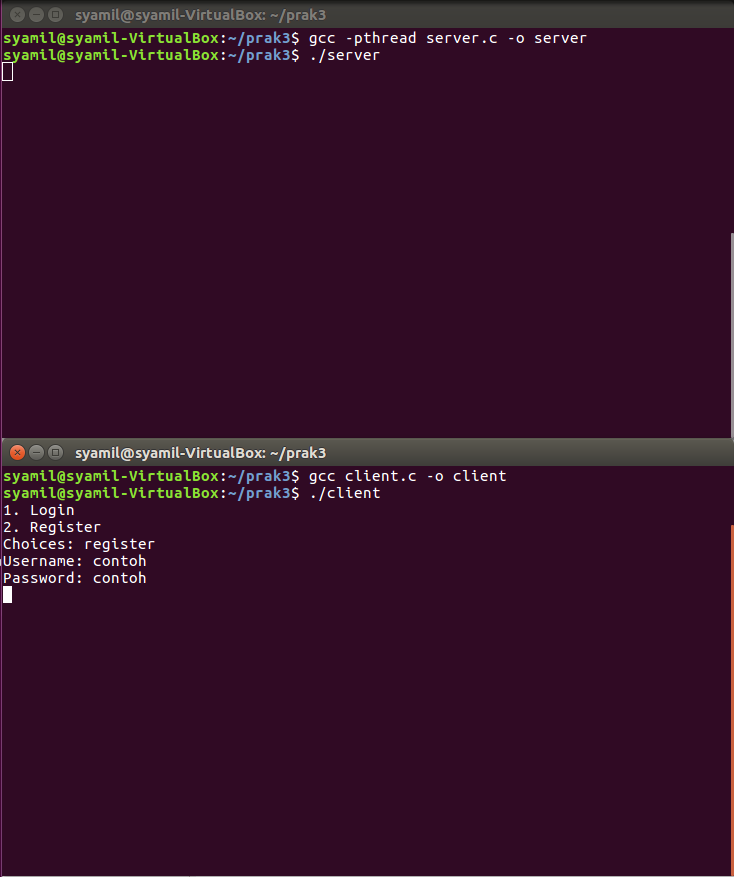 syamil@syamil-VirtualBox: ~/prak3
syamil@syamil-VirtualBox:~/prak3$ gcc -pthread server.c -o server
syamil@syamil-VirtualBox:~/prak3$ ./server
syamil@syamil-VirtualBox: ~/prak3
syamil@syamil-VirtualBox:~/prak3$ gcc client.c -o client
syamil@syamil-VirtualBox:~/prak3$ ./client
1. Login
2. Register
Choices: register
Username: contoh
Password: contoh